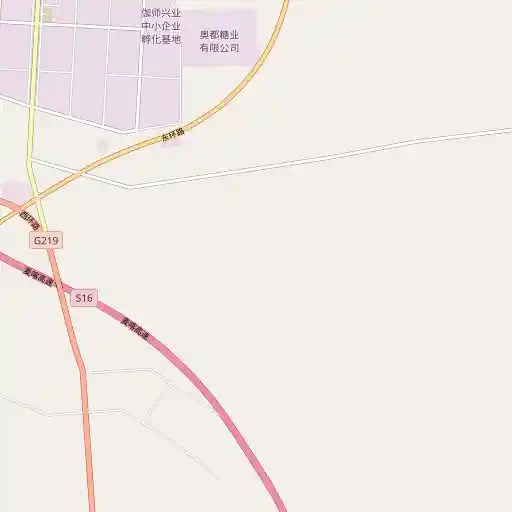 伽师兴业
中小企业
孵化基地
奥都糖业
有限公司
东环路
西环路
G219
麦喀高速
S16
麦喀高速